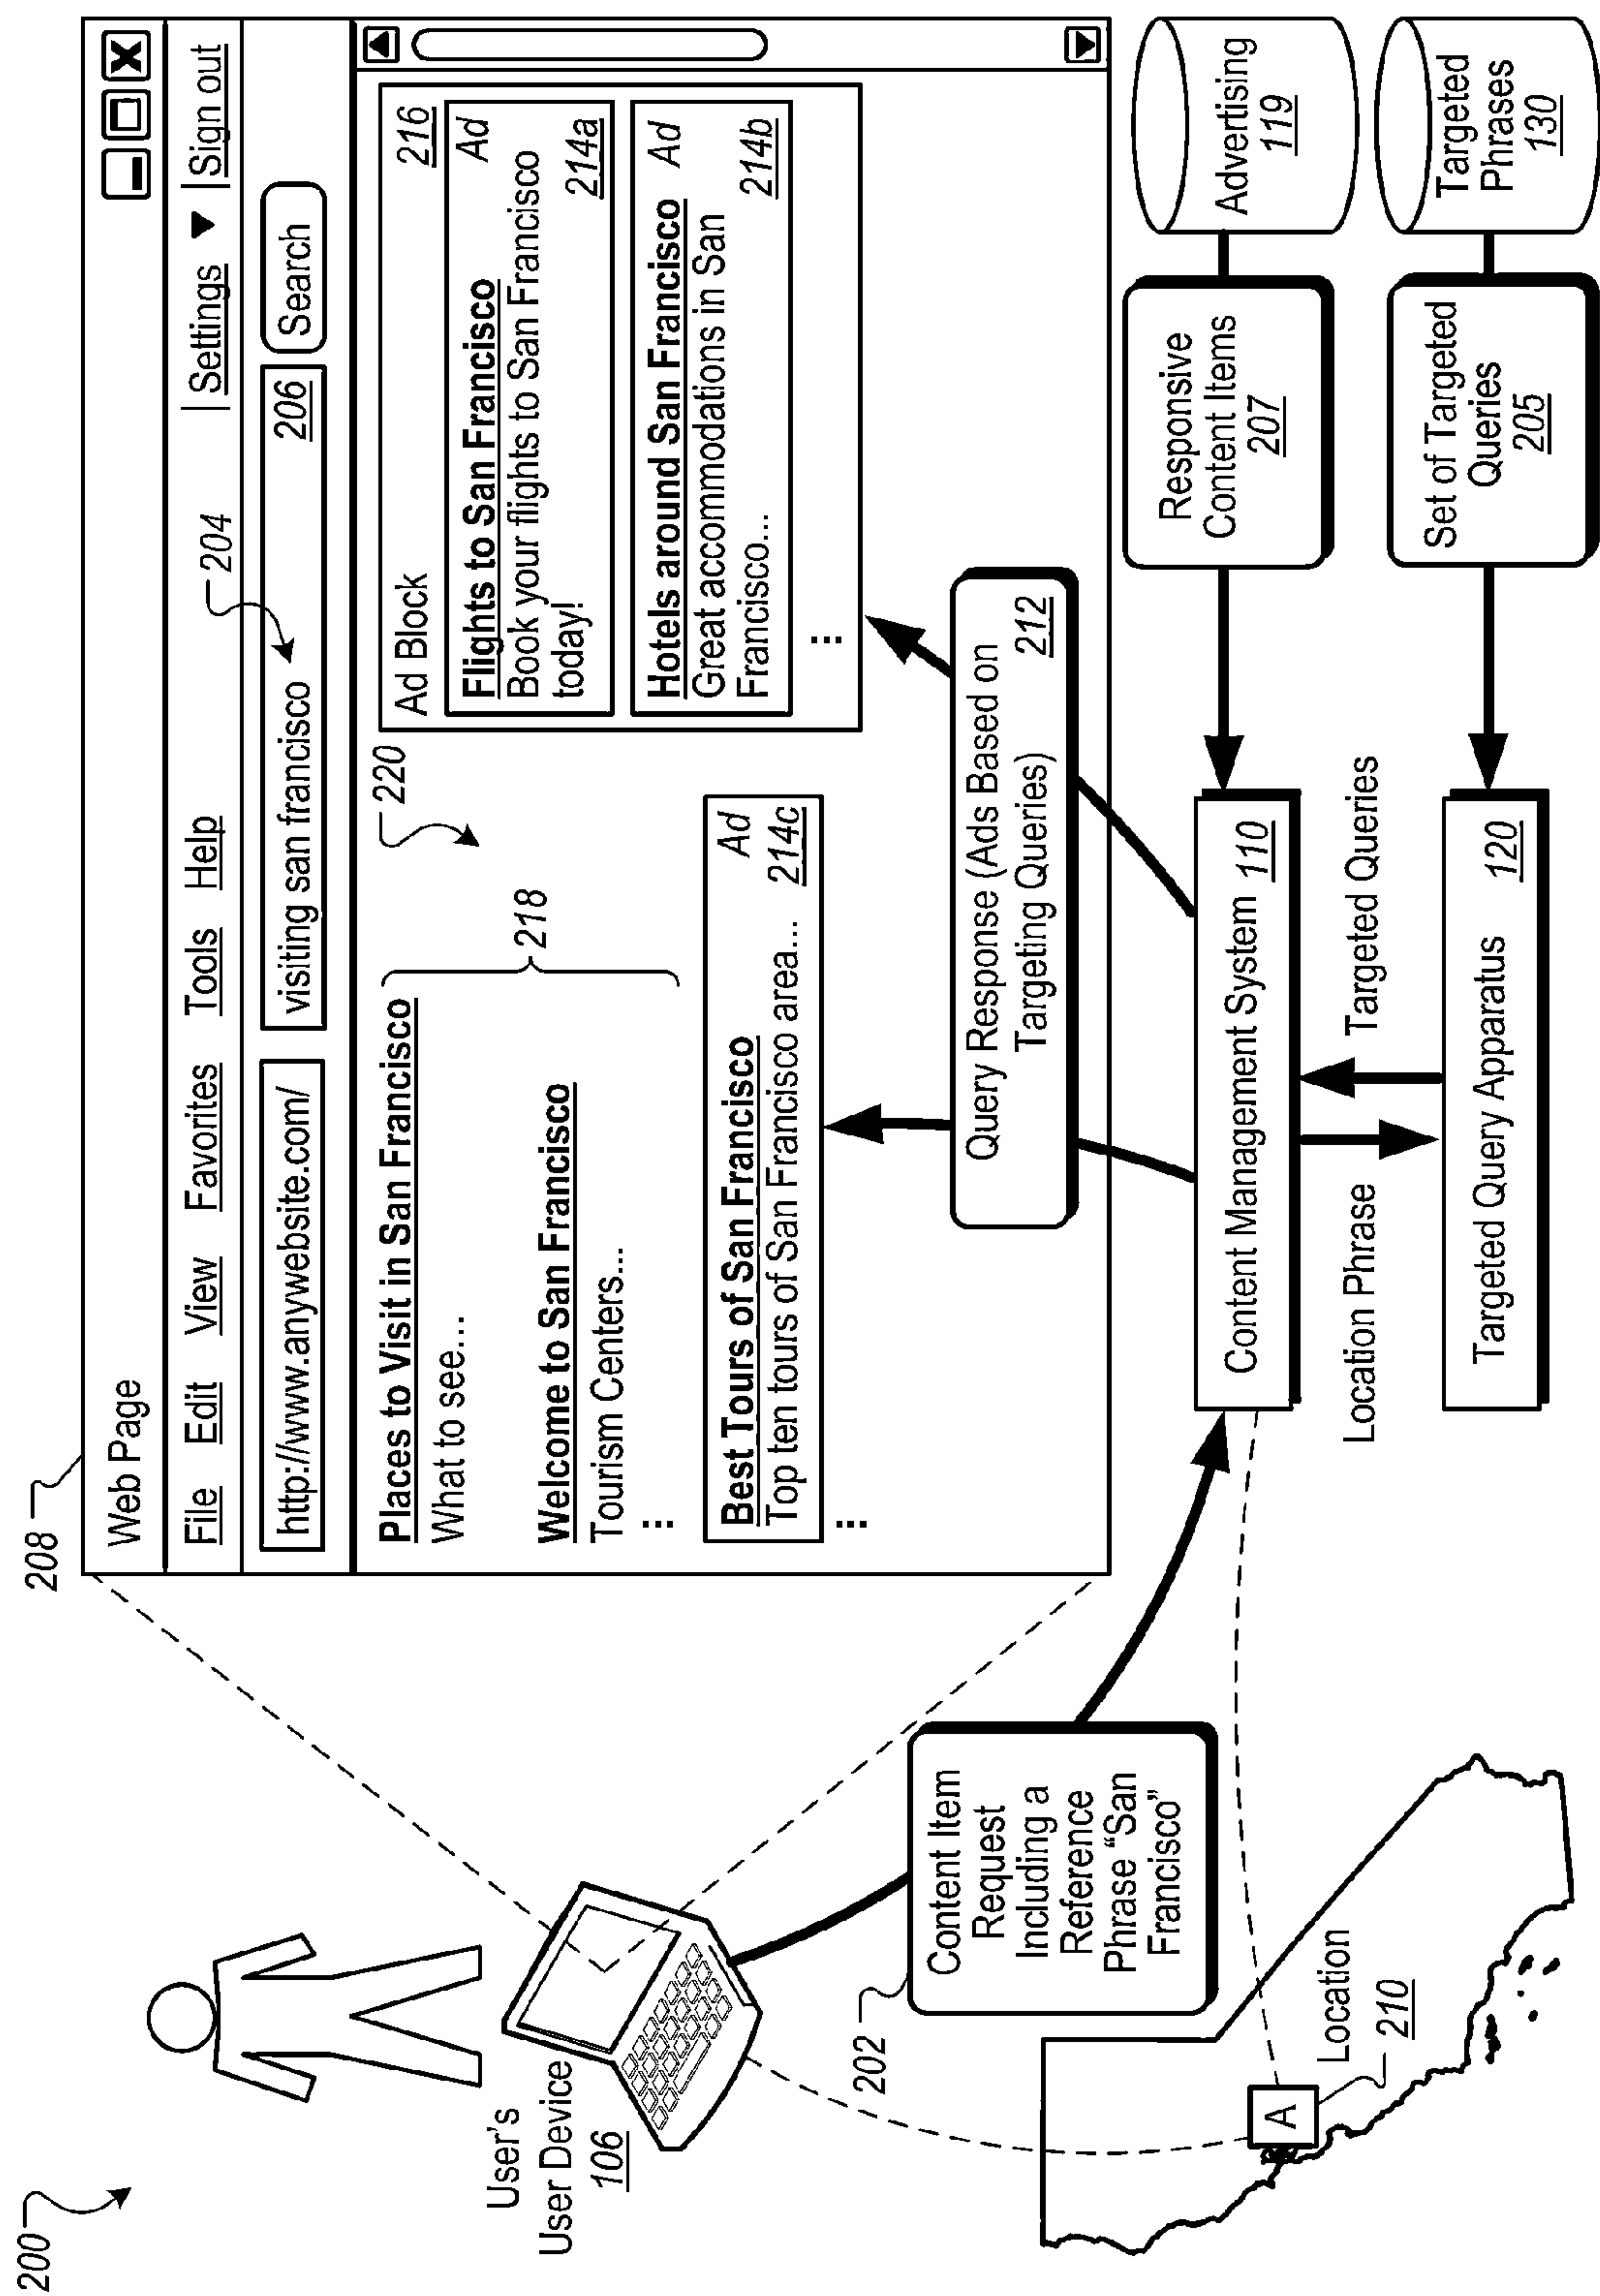 200
208
Web Page
File Edit View Favorites Tools Help
Settings ▼ Sign out
http://www.anywebsite.com/
visiting san francisco
206
Search
204
220
Places to Visit in San Francisco
What to see...
Welcome to San Francisco
Tourism Centers...
...
218
Best Tours of San Francisco
Ad
Top ten tours of San Francisco area...
214c
...
Ad Block
216
Flights to San Francisco
Ad
Book your flights to San Francisco
today!
214a
Hotels around San Francisco
Ad
Great accommodations in San
Francisco...
214b
...
User's
User Device
106
202
Content Item
Request
Including a
Reference
Phrase “San
Francisco”
Query Response (Ads Based on
Targeting Queries)
212
A
Location
210
Content Management System 110
Responsive
Content Items
207
Advertising
119
Location Phrase
Targeted Queries
Targeted Query Apparatus
120
Set of Targeted
Queries
205
Targeted
Phrases
130